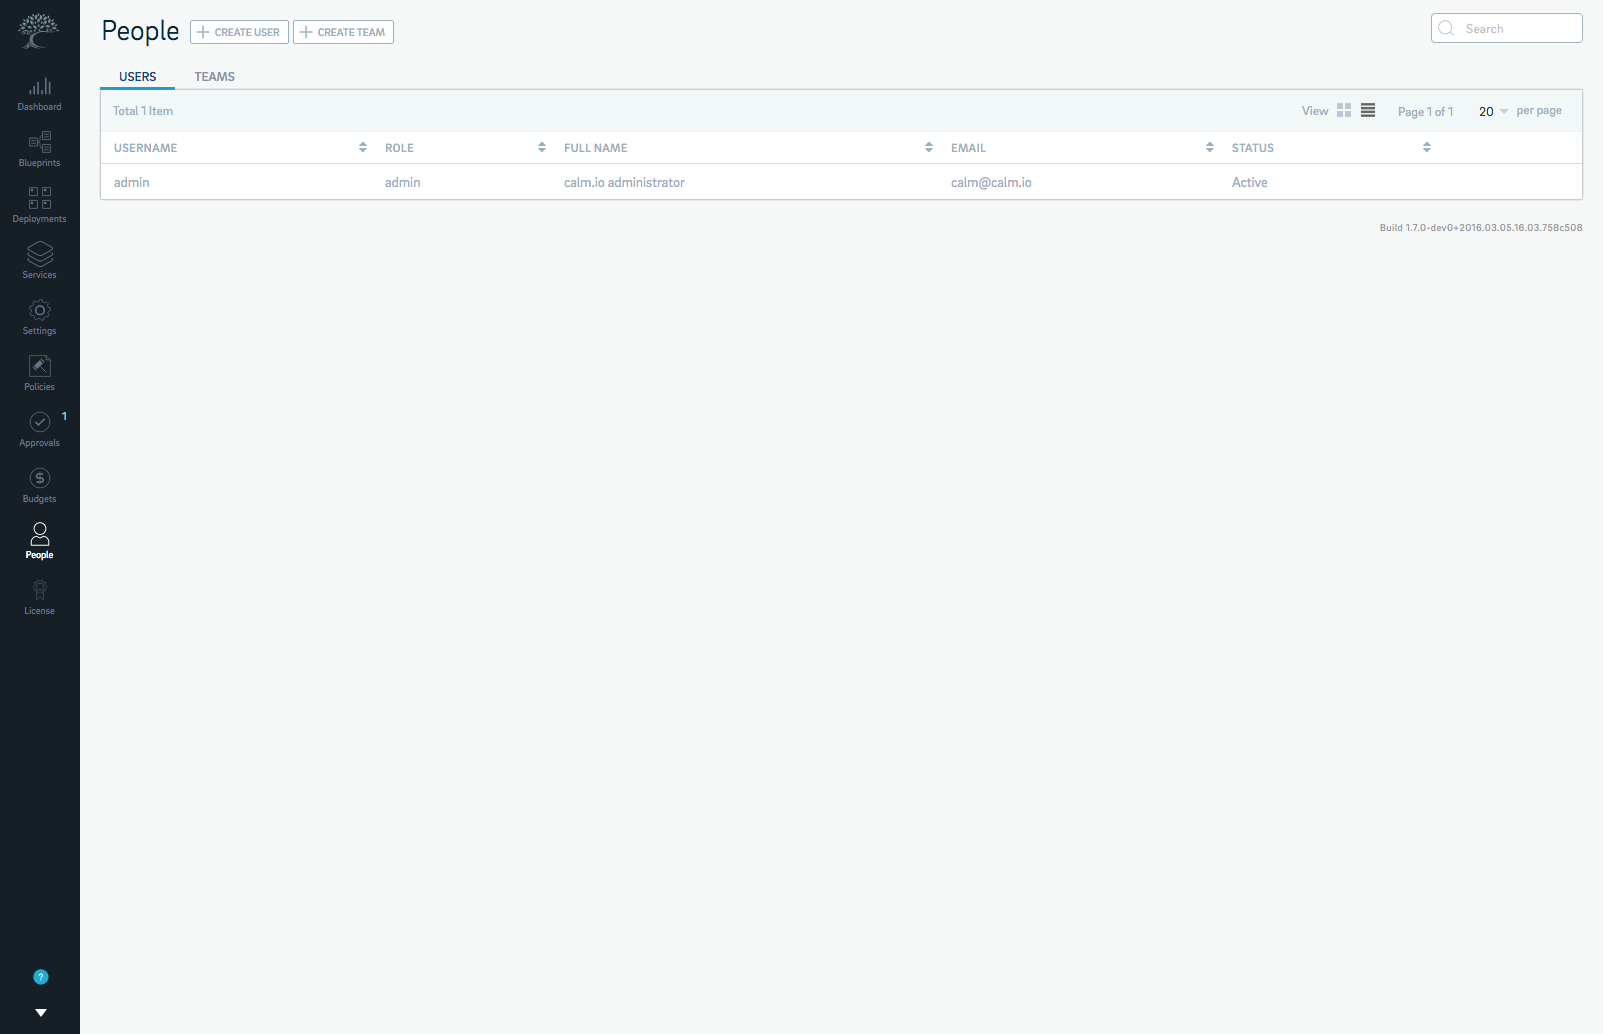 People CREATE USER CREATE TEAM Search
USERS TEAMS
Total 1 Item View Page 1 of 1 20 per page
USERNAME ROLE FULL NAME EMAIL STATUS
admin admin calm.io administrator calm@calm.io Active
Build 1.7.0-dev0+2016.03.05.16.03.758c508
Dashboard
Blueprints
Deployments
Services
Settings
Policies
1
Approvals
$
Budgets
People
License
?